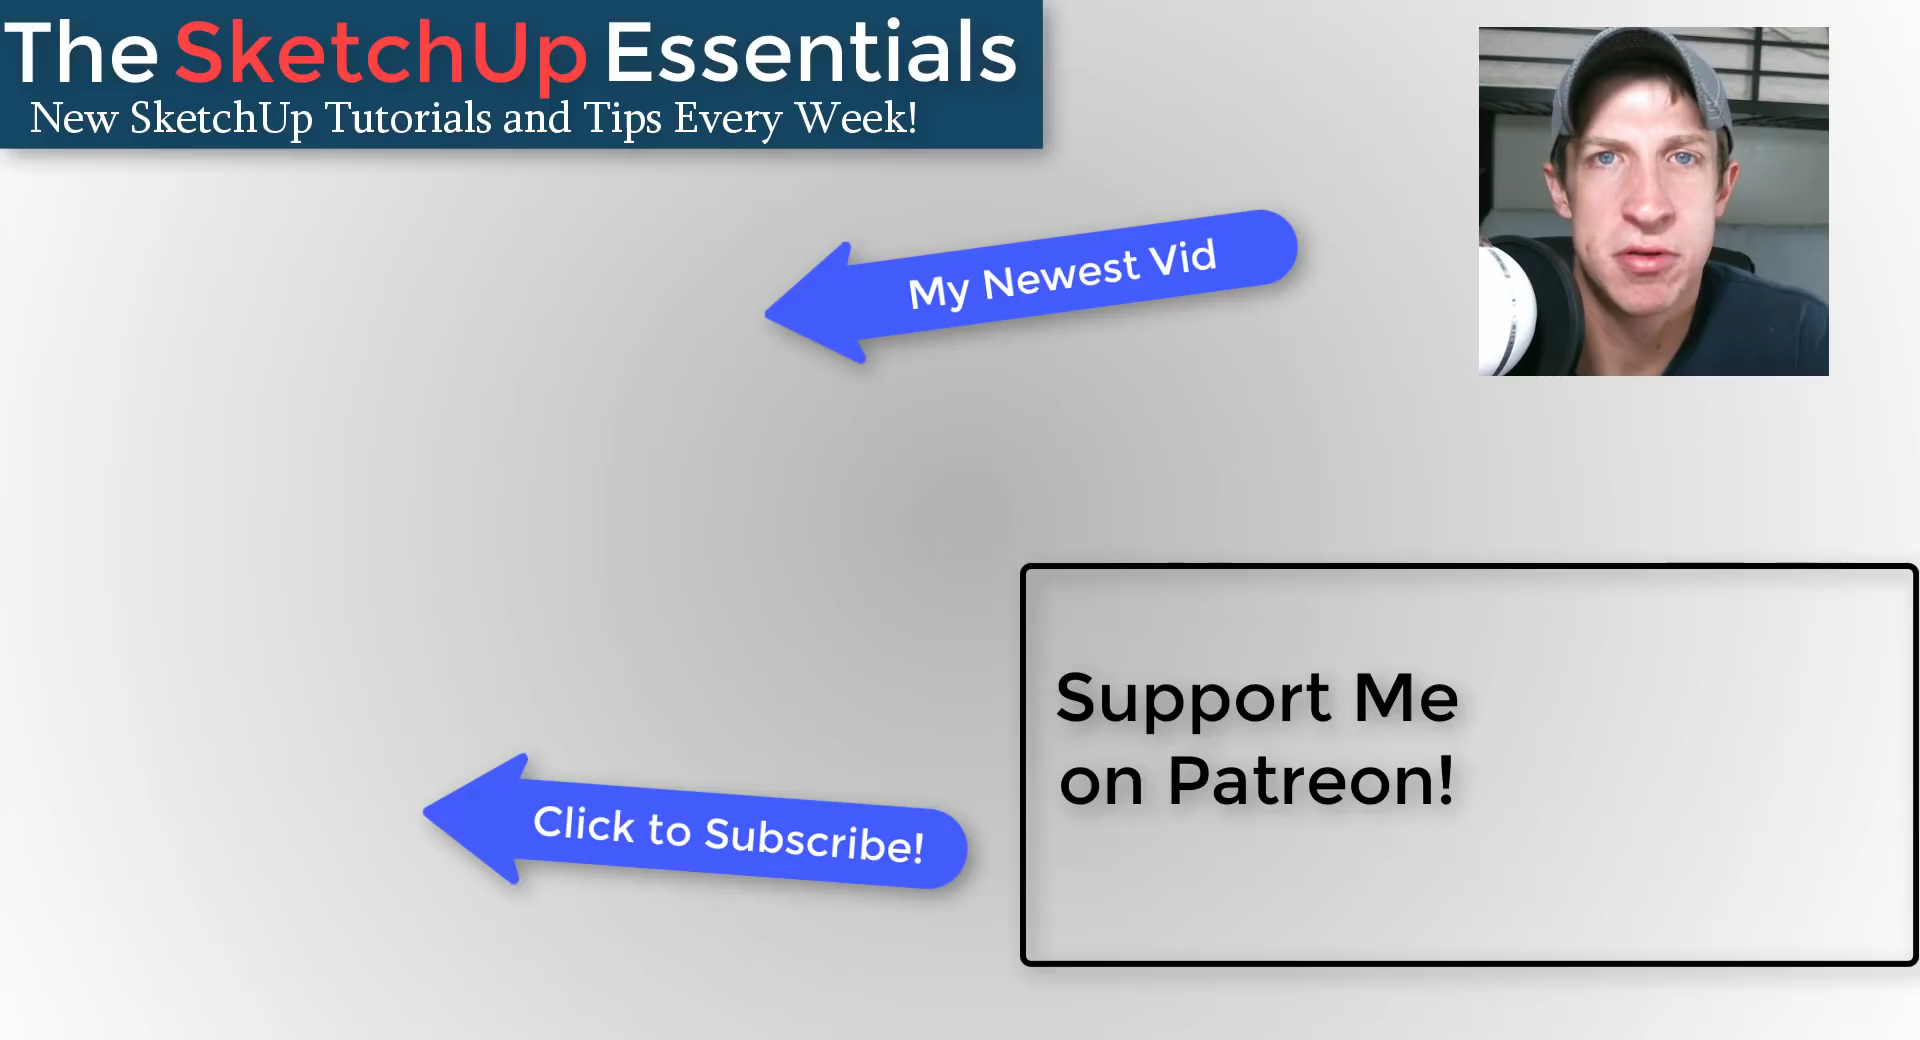 The SketchUp Essentials
New SketchUp Tutorials and Tips Every Week!
My Newest Vid
Support Me
on Patreon!
Click to Subscribe!